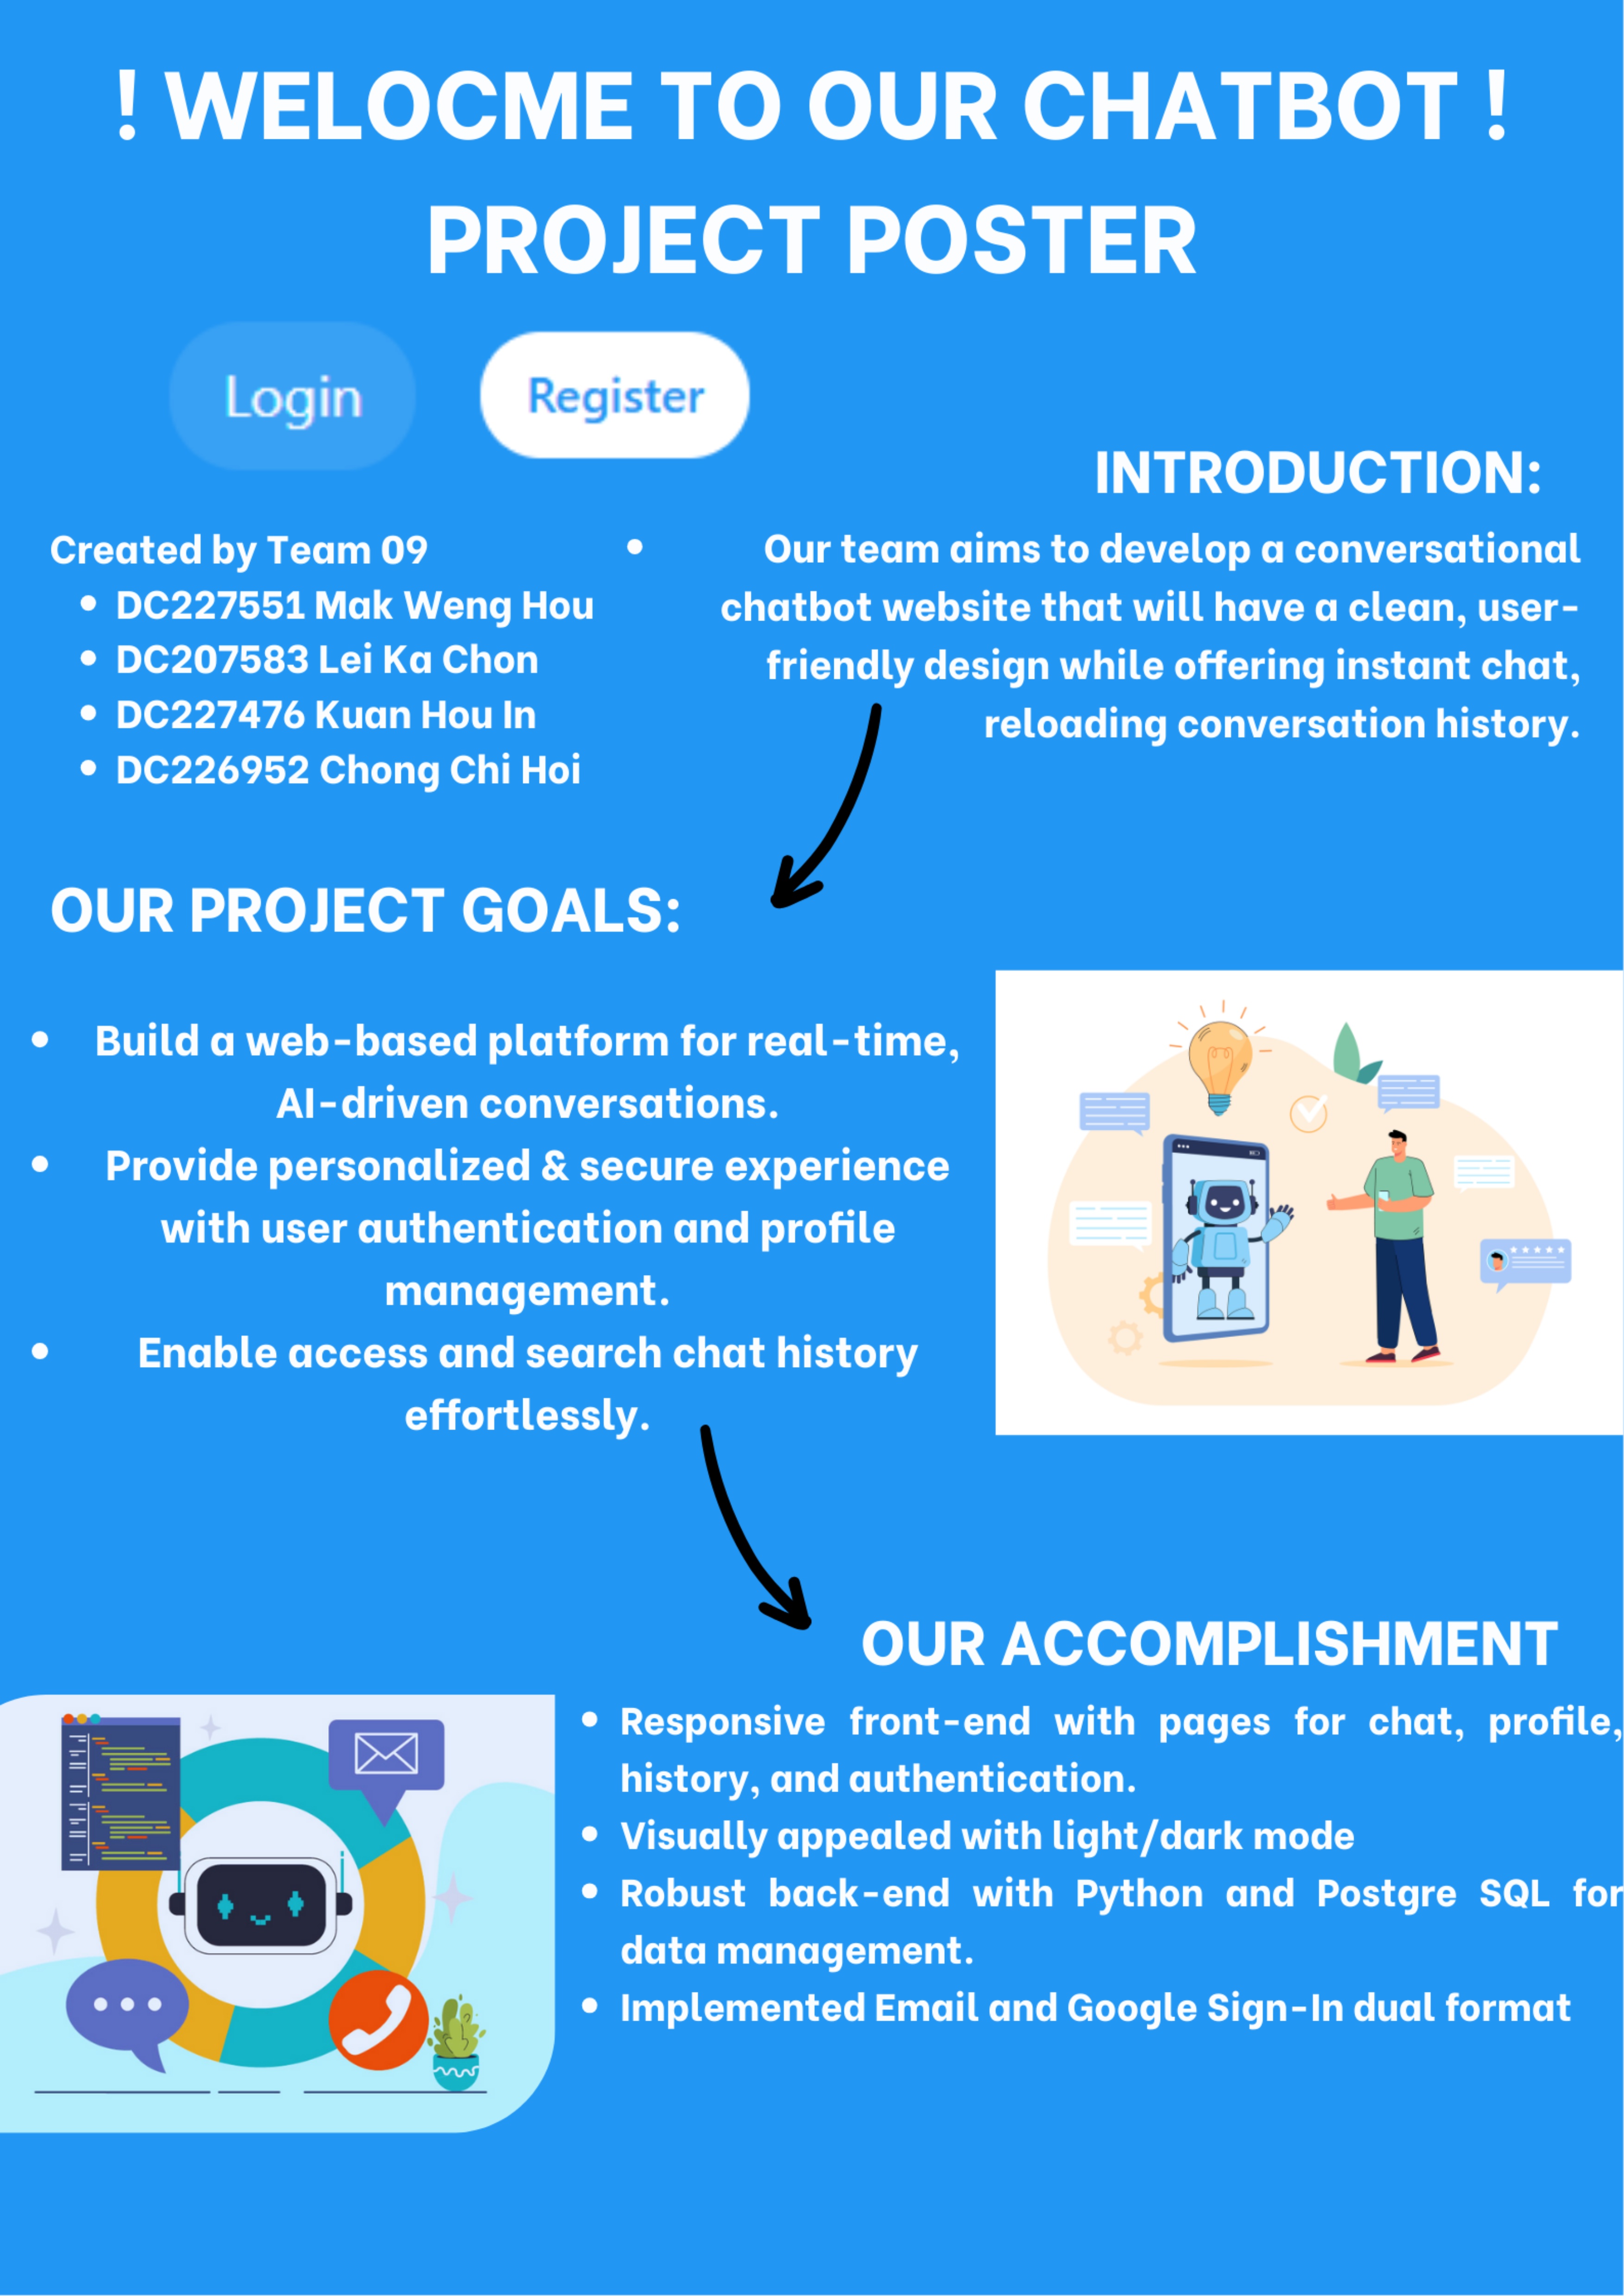 ! WELOCME TO OUR CHATBOT !
PROJECT POSTER
Login
Register
Created by Team 09
• DC227551 Mak Weng Hou
• DC207583 Lei Ka Chon
• DC227476 Kuan Hou In
• DC226952 Chong Chi Hoi
INTRODUCTION:
• Our team aims to develop a conversational
chatbot website that will have a clean, user-
friendly design while offering instant chat,
reloading conversation history.
OUR PROJECT GOALS:
• Build a web-based platform for real-time,
AI-driven conversations.
• Provide personalized & secure experience
with user authentication and profile
management.
• Enable access and search chat history
effortlessly.
OUR ACCOMPLISHMENT
• Responsive front-end with pages for chat, profile,
history, and authentication.
• Visually appealed with light/dark mode
• Robust back-end with Python and Postgre SQL for
data management.
• Implemented Email and Google Sign-In dual format